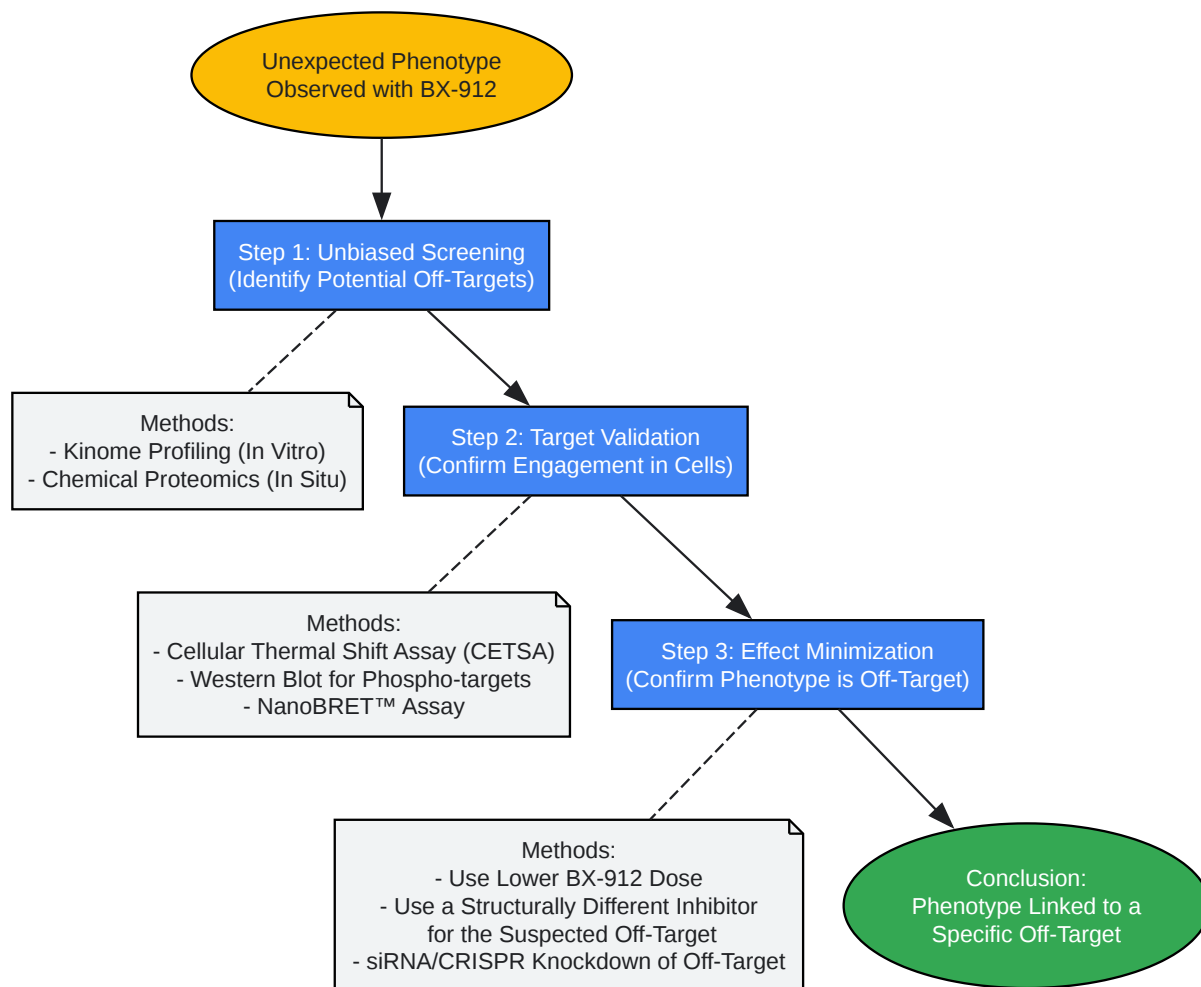 Unexpected Phenotype
Observed with BX-912
Step 1: Unbiased Screening
(Identify Potential Off-Targets)
Methods:
- Kinome Profiling (In Vitro)
- Chemical Proteomics (In Situ)
Step 2: Target Validation
(Confirm Engagement in Cells)
Methods:
- Cellular Thermal Shift Assay (CETSA)
- Western Blot for Phospho-targets
- NanoBRET™ Assay
Step 3: Effect Minimization
(Confirm Phenotype is Off-Target)
Methods:
- Use Lower BX-912 Dose
- Use a Structurally Different Inhibitor
for the Suspected Off-Target
- siRNA/CRISPR Knockdown of Off-Target
Conclusion:
Phenotype Linked to a
Specific Off-Target